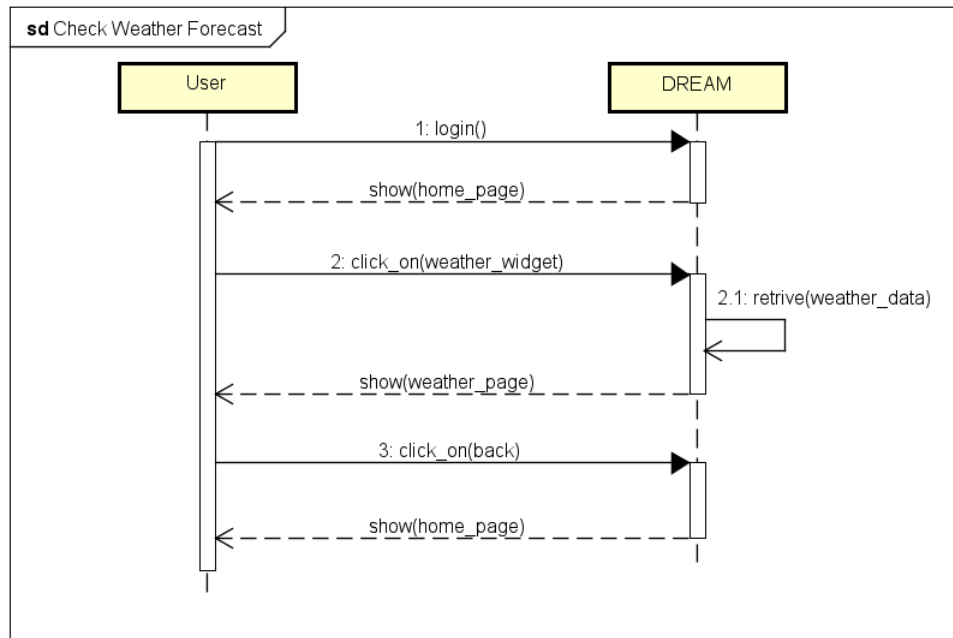 sd Check Weather Forecast
User
DREAM
1: login()
show(home_page)
2: click_on(weather_widget)
2.1: retrive(weather_data)
show(weather_page)
3: click_on(back)
show(home_page)